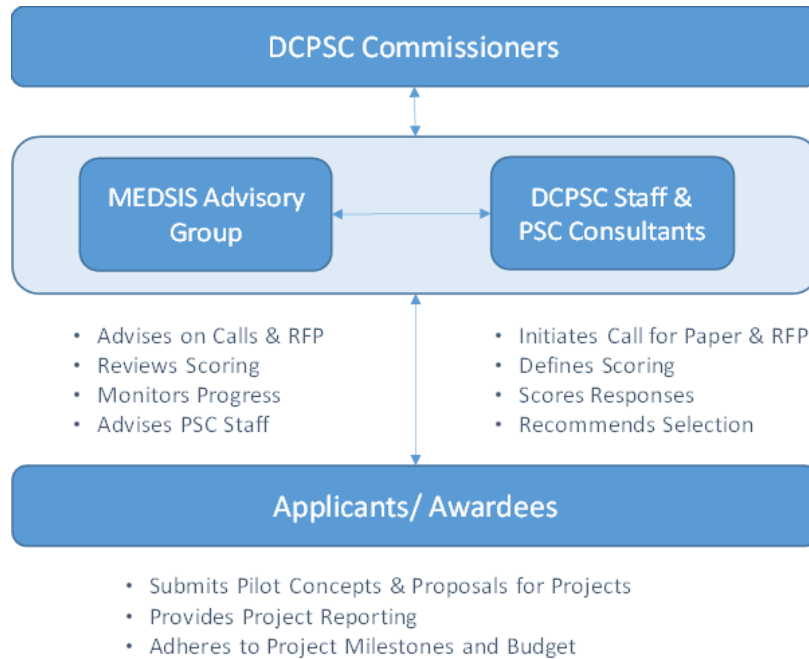 DCPSC Commissioners
MEDSIS Advisory
Group
DCPSC Staff &
PSC Consultants
• Advises on Calls & RFP
• Reviews Scoring
• Monitors Progress
• Advises PSC Staff
• Initiates Call for Paper & RFP
• Defines Scoring
• Scores Responses
• Recommends Selection
Applicants/ Awardees
• Submits Pilot Concepts & Proposals for Projects
• Provides Project Reporting
• Adheres to Project Milestones and Budget